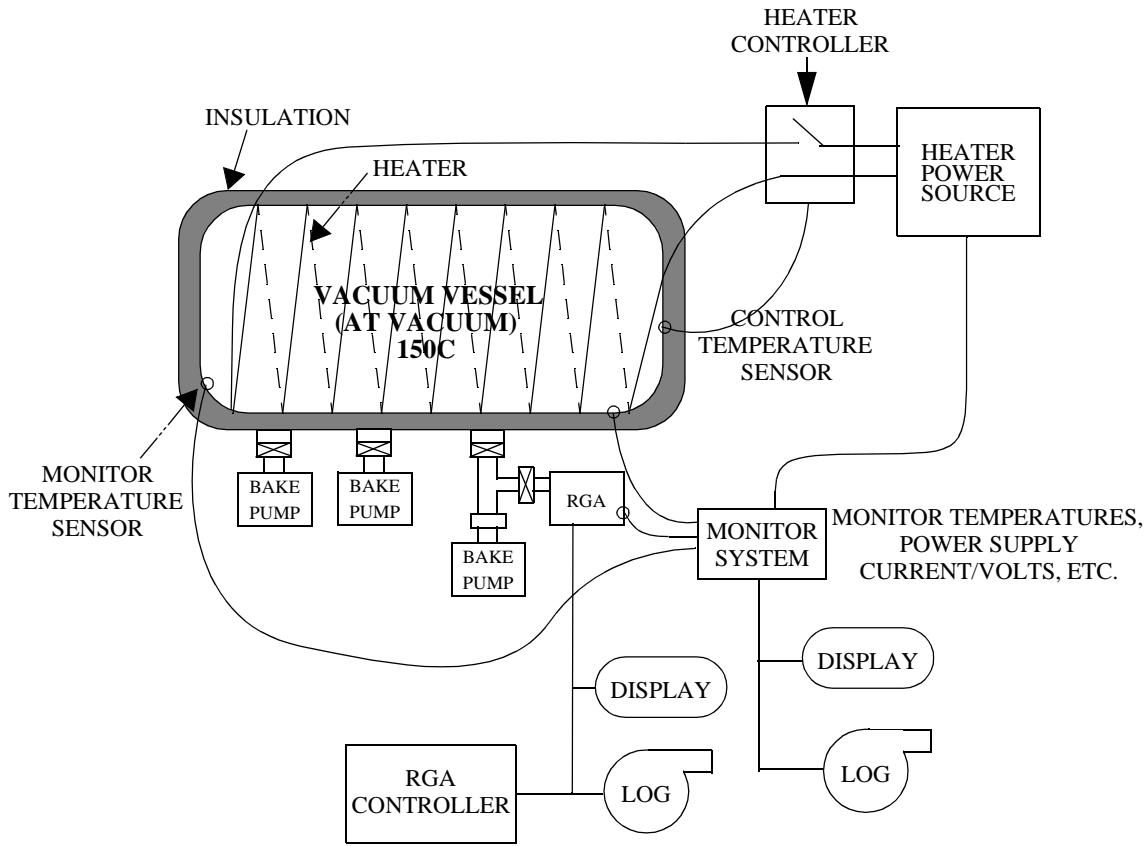 HEATER
CONTROLLER
INSULATION
HEATER
HEATER
POWER
SOURCE
VACUUM VESSEL
(AT VACUUM)
150C
CONTROL
TEMPERATURE
SENSOR
MONITOR
TEMPERATURE
SENSOR
BAKE
PUMP
BAKE
PUMP
RGA
BAKE
PUMP
MONITOR
SYSTEM
MONITOR TEMPERATURES,
POWER SUPPLY
CURRENT/VOLTS, ETC.
DISPLAY
DISPLAY
RGA
CONTROLLER
LOG
LOG